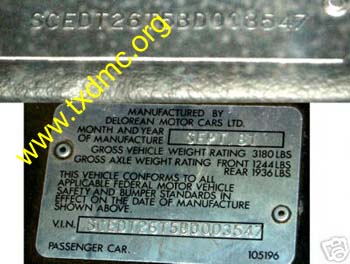 SCEDT26T5BD003547
www.txdmc.org
MANUFACTURED BY
DELOREAN MOTOR CARS LTD.
MONTH AND YEAR
OF MANUFACTURE SEPT 81
GROSS VEHICLE WEIGHT RATING 3180 LBS
GROSS AXLE WEIGHT RATING FRONT 1244 LBS
REAR 1936 LBS
THIS VEHICLE CONFORMS TO ALL
APPLICABLE FEDERAL MOTOR VEHICLE
SAFETY AND BUMPER STANDARDS IN
EFFECT ON THE DATE OF MANUFACTURE
SHOWN ABOVE.
V.I.N. SCEDT26T5BD003547
PASSENGER CAR. 105196